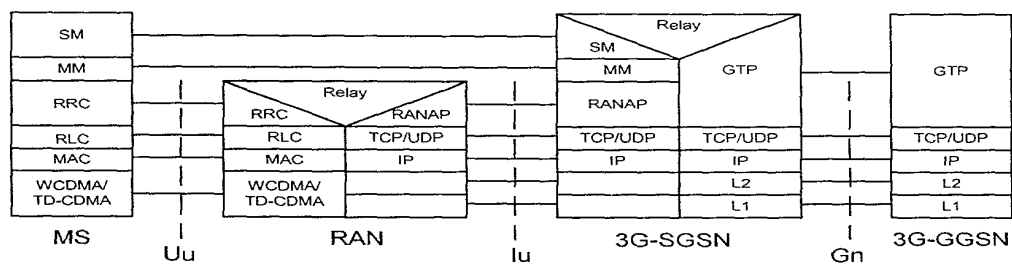 SM
MM
RRC
RLC
MAC
WCDMA/
TD-CDMA
MS
Uu
Relay
RRC
RANAP
RLC
TCP/UDP
MAC
IP
WCDMA/
TD-CDMA
RAN
Iu
Relay
SM
MM
GTP
RANAP
TCP/UDP
TCP/UDP
IP
IP
L2
L1
3G-SGSN
Gn
GTP
TCP/UDP
IP
L2
L1
3G-GGSN